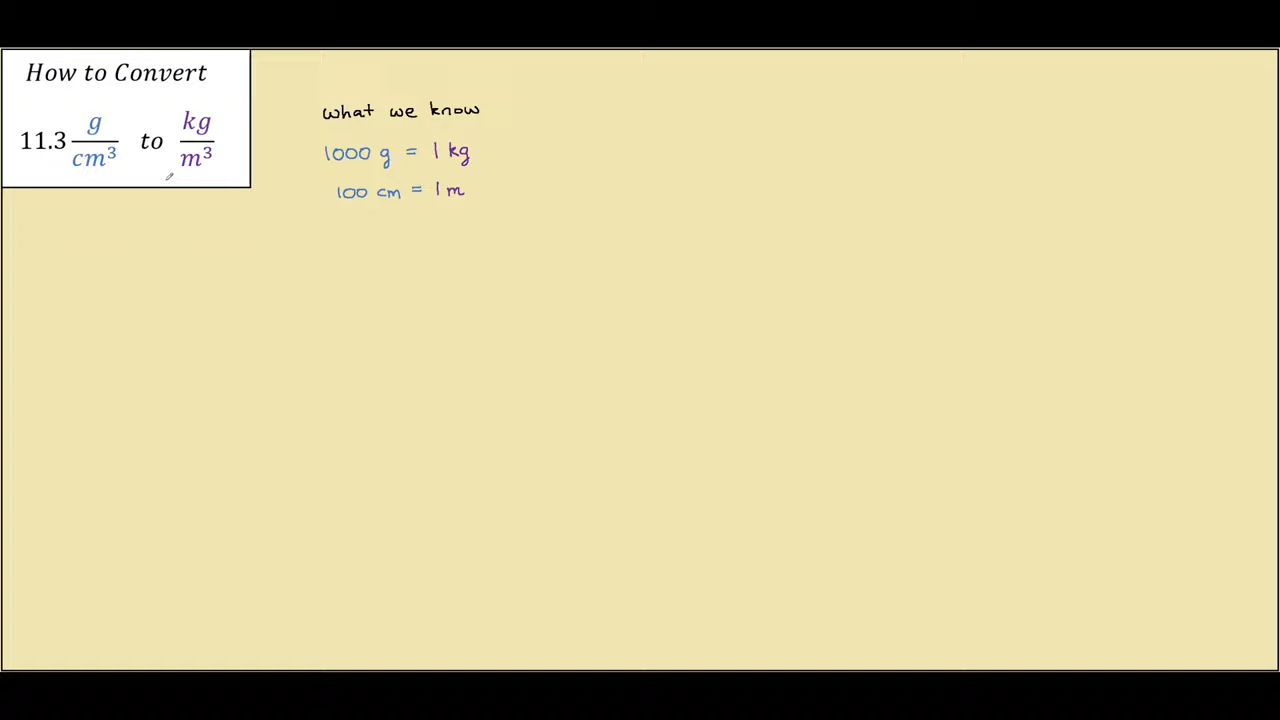 How to Convert
11.3 g/cm³ to kg/m³
what we know
1000 g = 1 kg
100 cm = 1 m